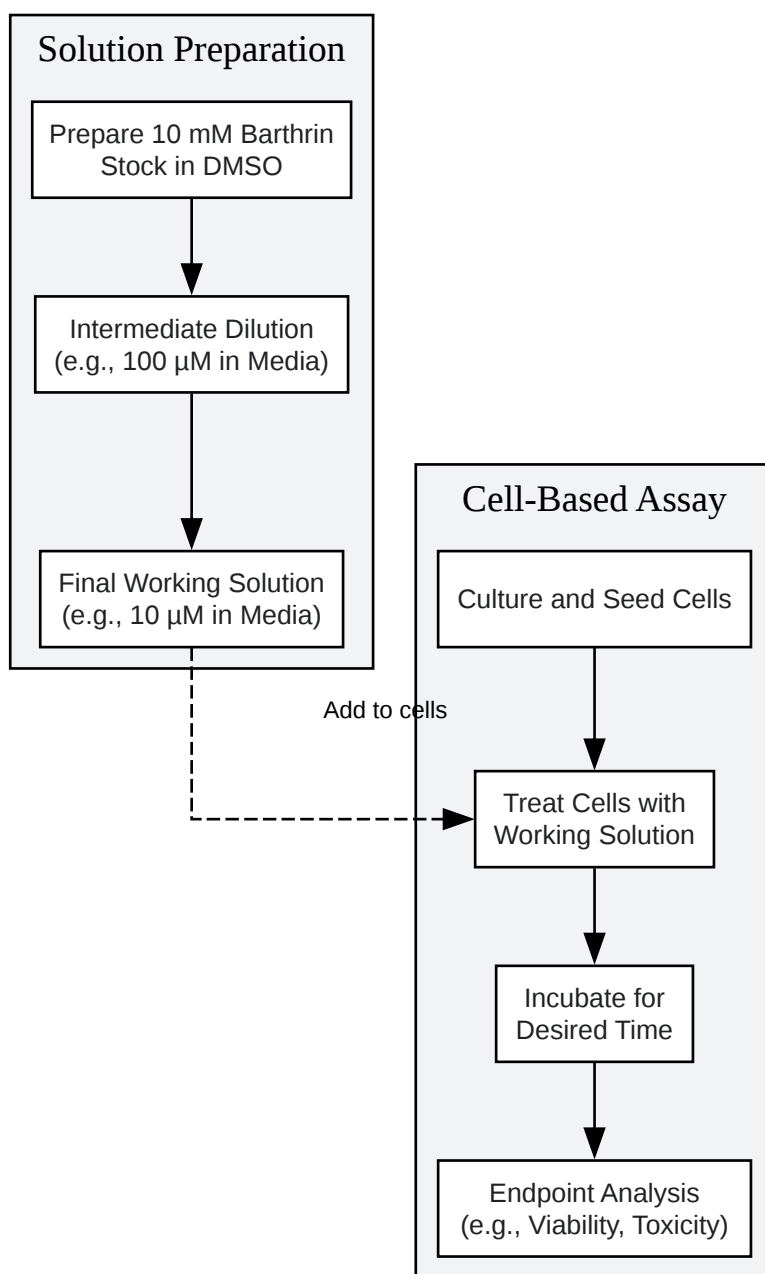 Solution Preparation
Prepare 10 mM Barthrin
Stock in DMSO
Intermediate Dilution
(e.g., 100 µM in Media)
Final Working Solution
(e.g., 10 µM in Media)
Add to cells
Cell-Based Assay
Culture and Seed Cells
Treat Cells with
Working Solution
Incubate for
Desired Time
Endpoint Analysis
(e.g., Viability, Toxicity)